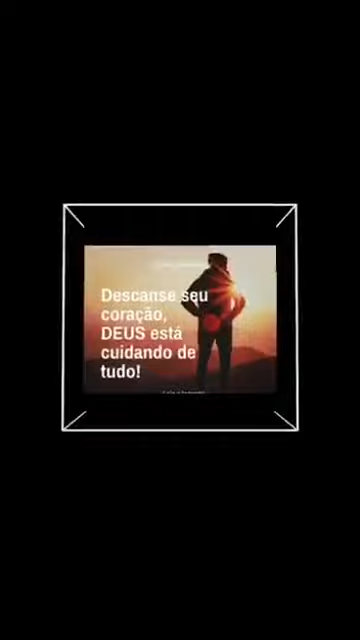 Descanse seu
coração,
DEUS está
cuidando de
tudo!